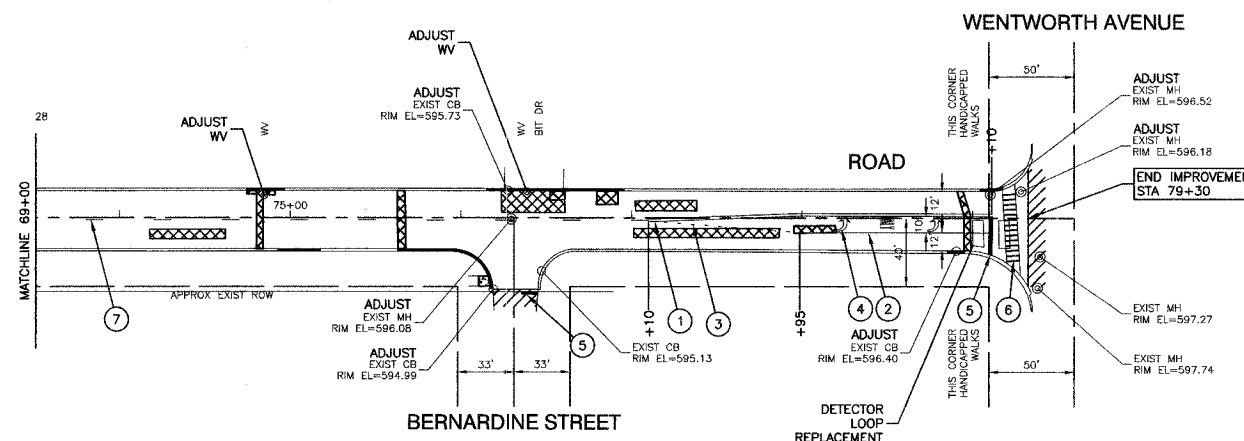 WENTWORTH AVENUE
50'
THIS CORNER
HANDICAPPED
WALKS
+10
ADJUST
EXIST MH
RIM EL=596.52
ADJUST
EXIST MH
RIM EL=596.18
END IMPROVEME
STA 79+30
ADJUST
WV
ADJUST
EXIST CB
RIM EL=595.73
WV
BIT DR
28
ADJUST
WV
WV
ROAD
MATCHLINE 69+00
75+00
12'
10'
12'
40'
APPROX EXIST ROW
7
+10
1
3
+95
4
2
5
6
5
ADJUST
EXIST MH
RIM EL=596.08
ADJUST
EXIST CB
RIM EL=594.99
EXIST CB
RIM EL=595.13
ADJUST
EXIST CB
RIM EL=596.40
THIS CORNER
HANDICAPPED
WALKS
EXIST MH
RIM EL=597.27
EXIST MH
RIM EL=597.74
33'
33'
50'
BERNARDINE STREET
DETECTOR
LOOP
REPLACEMENT